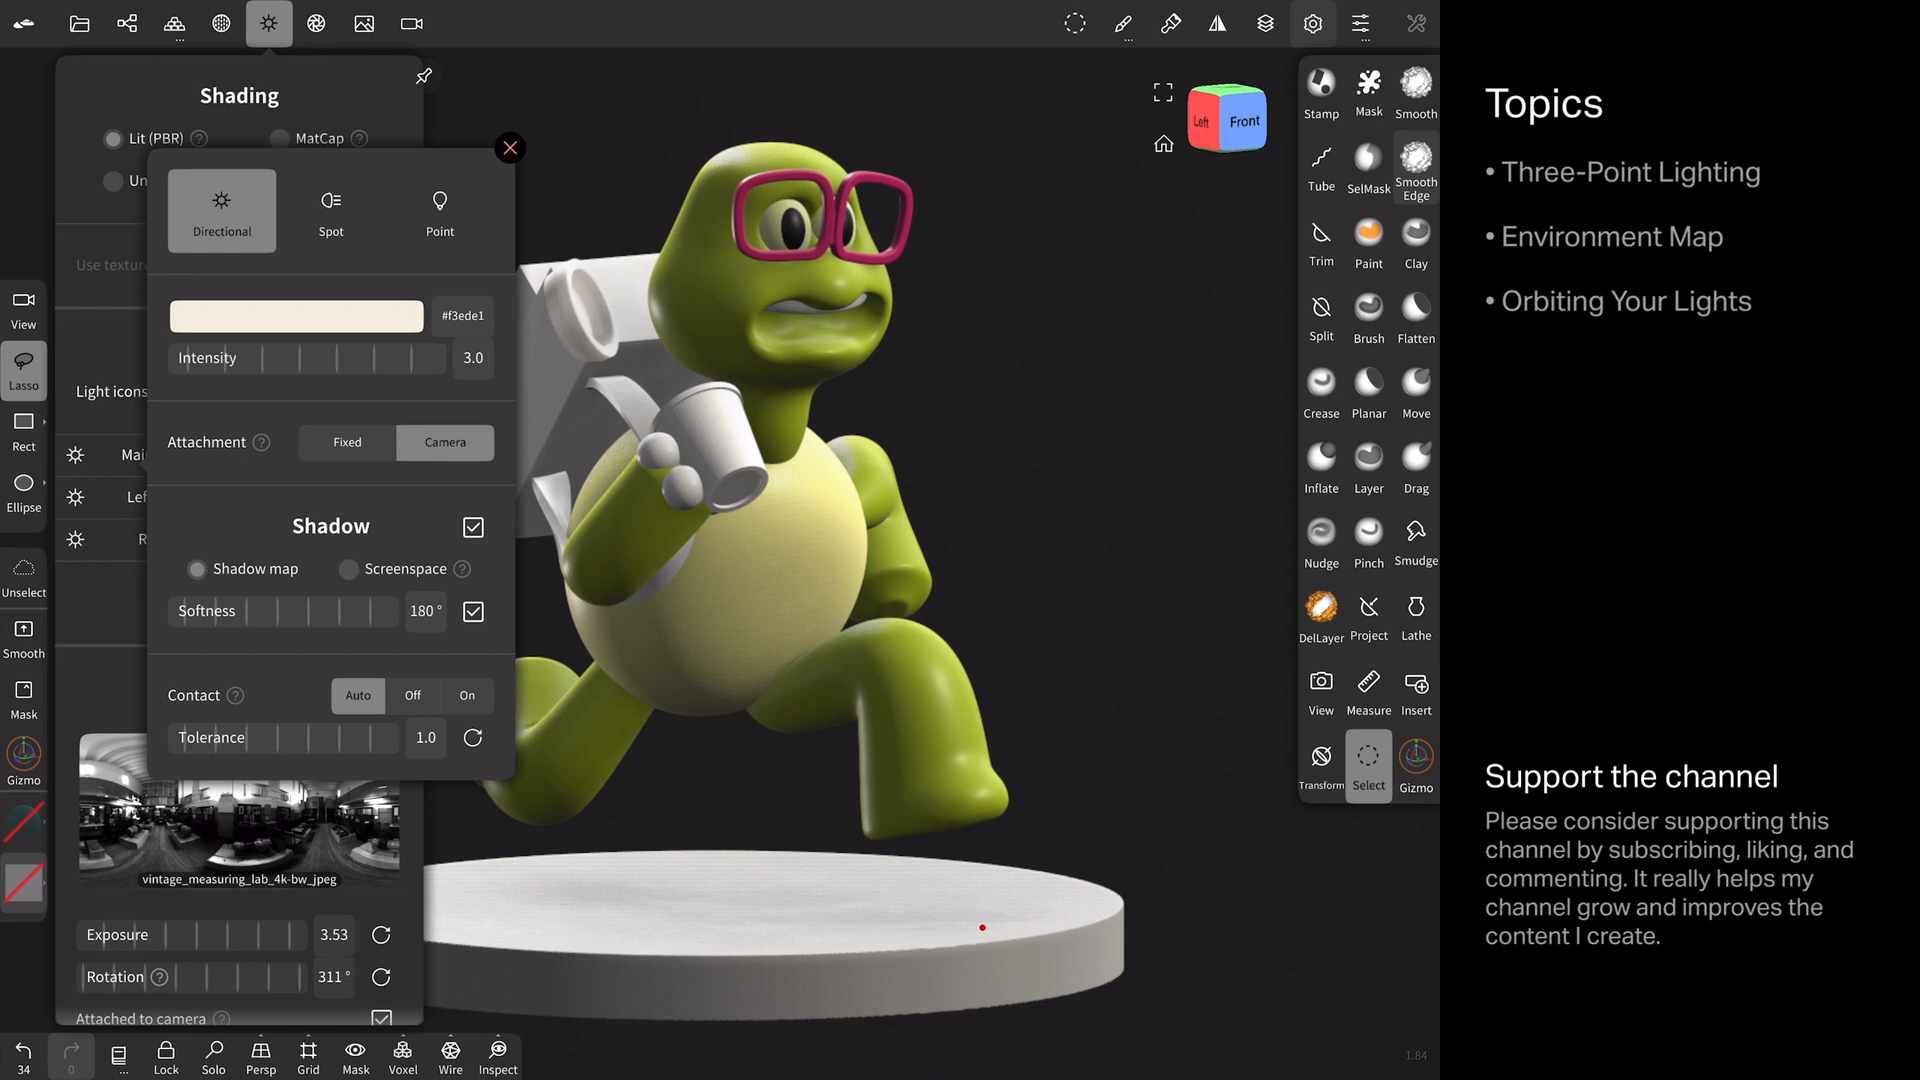 Shading
Lit (PBR) ?
MatCap ?
Un
Directional
Spot
Point
Use textur
#f3ede1
Intensity
3.0
Light icons
Attachment ?
Fixed
Camera
Mai
Lef
R
Shadow
Shadow map
Screenspace ?
Softness
180 °
Contact ?
Auto
Off
On
Tolerance
1.0
vintage_measuring_lab_4k-bw_jpeg
Exposure
3.53
Rotation ?
311 °
Attached to camera ?
View
Lasso
Rect
Ellipse
Unselect
Smooth
Mask
Gizmo
34
0
...
Lock
Solo
Persp
Grid
Mask
Voxel
Wire
Inspect
Left
Front
Stamp
Mask
Smooth
Tube
SelMask
Smooth
Edge
Trim
Paint
Clay
Split
Brush
Flatten
Crease
Planar
Move
Inflate
Layer
Drag
Nudge
Pinch
Smudge
DelLayer
Project
Lathe
View
Measure
Insert
Transform
Select
Gizmo
1.84
Topics
• Three-Point Lighting
• Environment Map
• Orbiting Your Lights
Support the channel
Please consider supporting this
channel by subscribing, liking, and
commenting. It really helps my
channel grow and improves the
content I create.